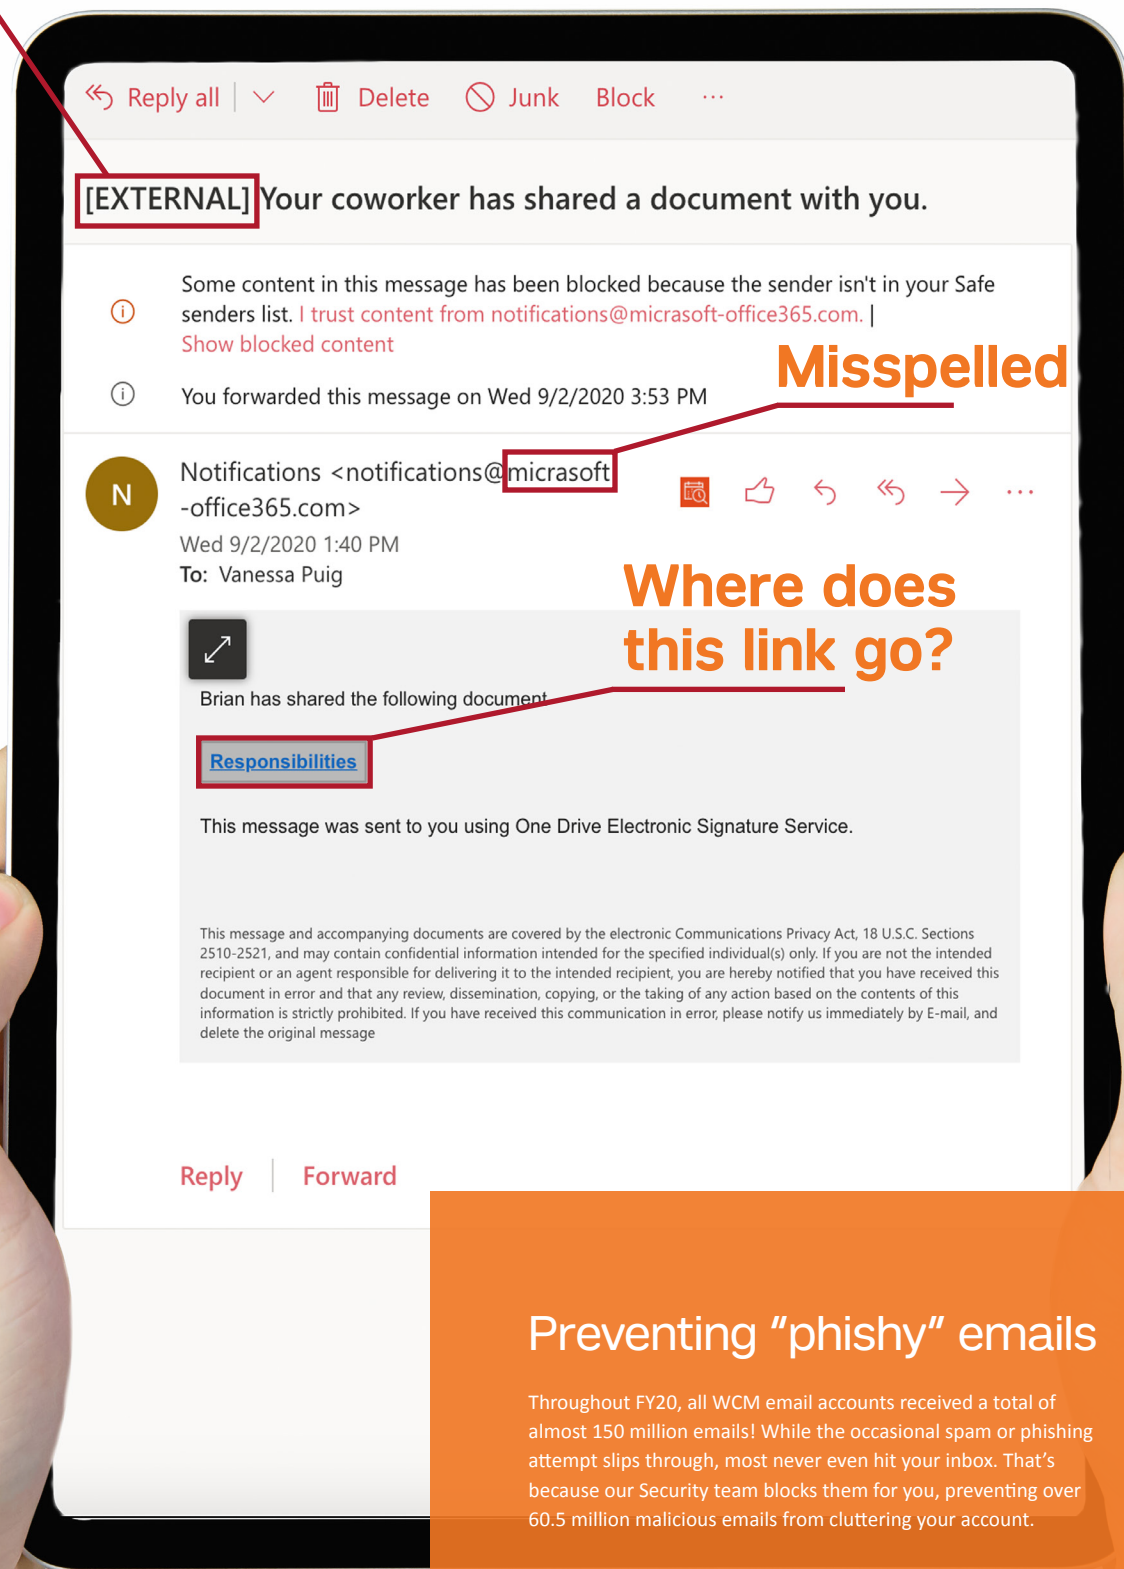 Reply all Delete Junk Block ...
[EXTERNAL] Your coworker has shared a document with you.
Some content in this message has been blocked because the sender isn't in your Safe
senders list. I trust content from notifications@micrasoft-office365.com. |
Show blocked content
Misspelled
You forwarded this message on Wed 9/2/2020 3:53 PM
N
Notifications <notifications@micrasoft
-office365.com>
Wed 9/2/2020 1:40 PM
To: Vanessa Puig
Where does
this link go?
Brian has shared the following document
Responsibilities
This message was sent to you using One Drive Electronic Signature Service.
This message and accompanying documents are covered by the electronic Communications Privacy Act, 18 U.S.C. Sections
2510-2521, and may contain confidential information intended for the specified individual(s) only. If you are not the intended
recipient or an agent responsible for delivering it to the intended recipient, you are hereby notified that you have received this
document in error and that any review, dissemination, copying, or the taking of any action based on the contents of this
information is strictly prohibited. If you have received this communication in error, please notify us immediately by E-mail, and
delete the original message
Reply Forward
Preventing "phishy" emails
Throughout FY20, all WCM email accounts received a total of
almost 150 million emails! While the occasional spam or phishing
attempt slips through, most never even hit your inbox. That's
because our Security team blocks them for you, preventing over
60.5 million malicious emails from cluttering your account.